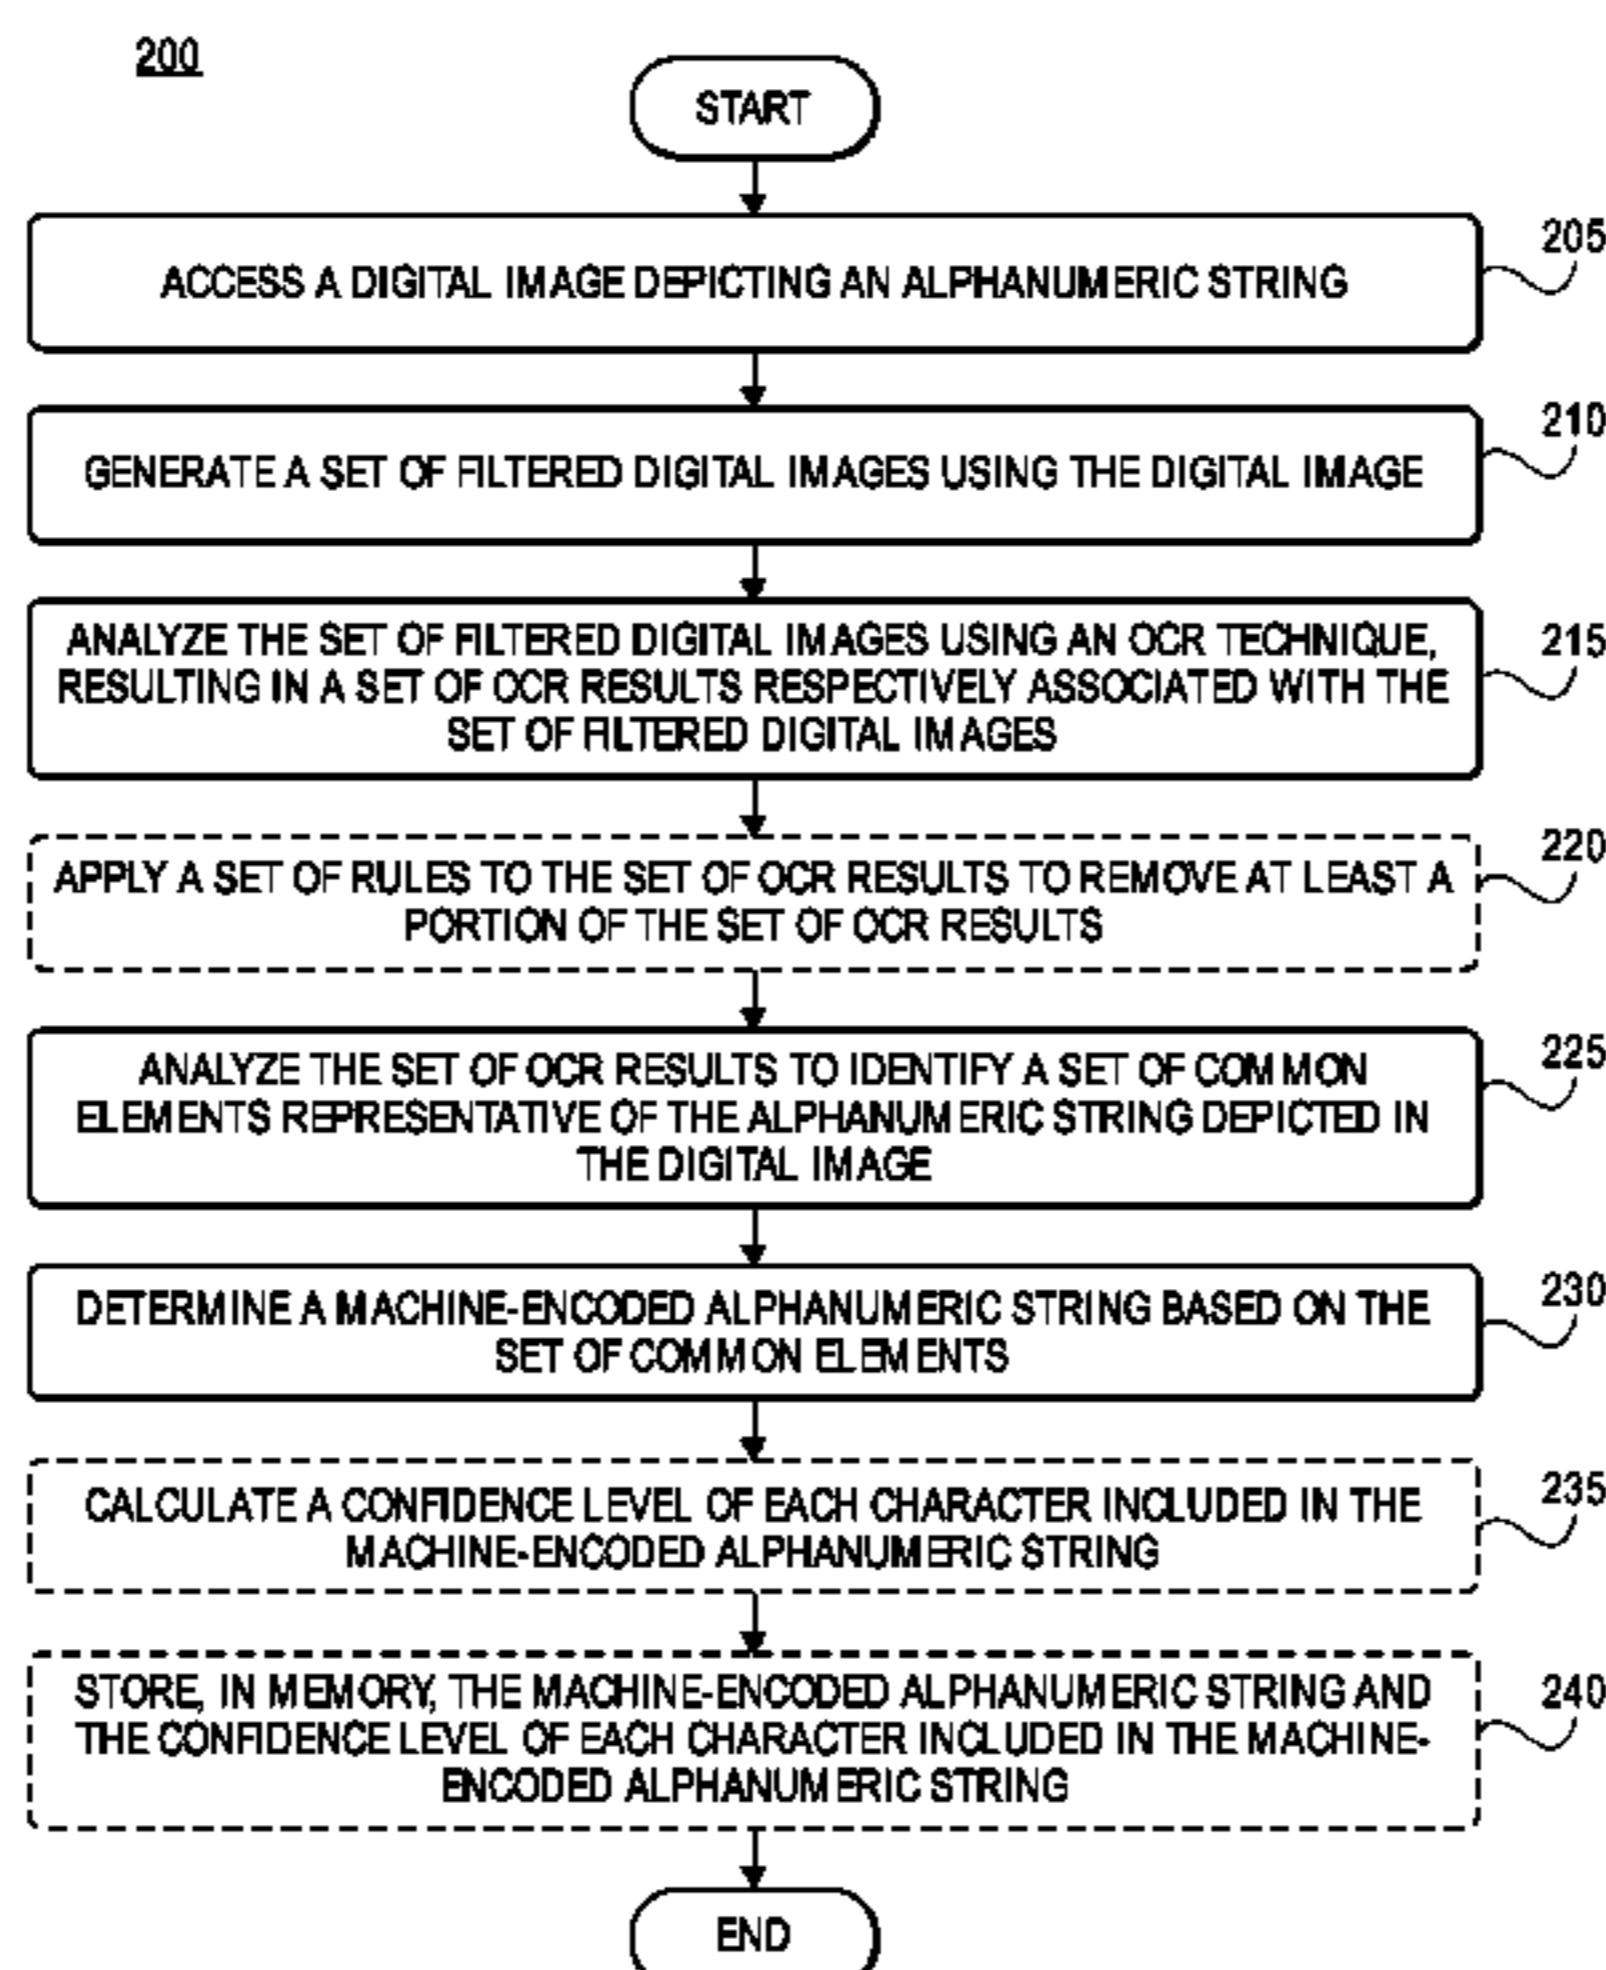 200
START
205
ACCESS A DIGITAL IMAGE DEPICTING AN ALPHANUMERIC STRING
210
GENERATE A SET OF FILTERED DIGITAL IMAGES USING THE DIGITAL IMAGE
215
ANALYZE THE SET OF FILTERED DIGITAL IMAGES USING AN OCR TECHNIQUE,
RESULTING IN A SET OF OCR RESULTS RESPECTIVELY ASSOCIATED WITH THE
SET OF FILTERED DIGITAL IMAGES
220
APPLY A SET OF RULES TO THE SET OF OCR RESULTS TO REMOVE AT LEAST A
PORTION OF THE SET OF OCR RESULTS
225
ANALYZE THE SET OF OCR RESULTS TO IDENTIFY A SET OF COMMON
ELEMENTS REPRESENTATIVE OF THE ALPHANUMERIC STRING DEPICTED IN
THE DIGITAL IMAGE
230
DETERMINE A MACHINE-ENCODED ALPHANUMERIC STRING BASED ON THE
SET OF COMMON ELEMENTS
235
CALCULATE A CONFIDENCE LEVEL OF EACH CHARACTER INCLUDED IN THE
MACHINE-ENCODED ALPHANUMERIC STRING
240
STORE, IN MEMORY, THE MACHINE-ENCODED ALPHANUMERIC STRING AND
THE CONFIDENCE LEVEL OF EACH CHARACTER INCLUDED IN THE MACHINE-
ENCODED ALPHANUMERIC STRING
END